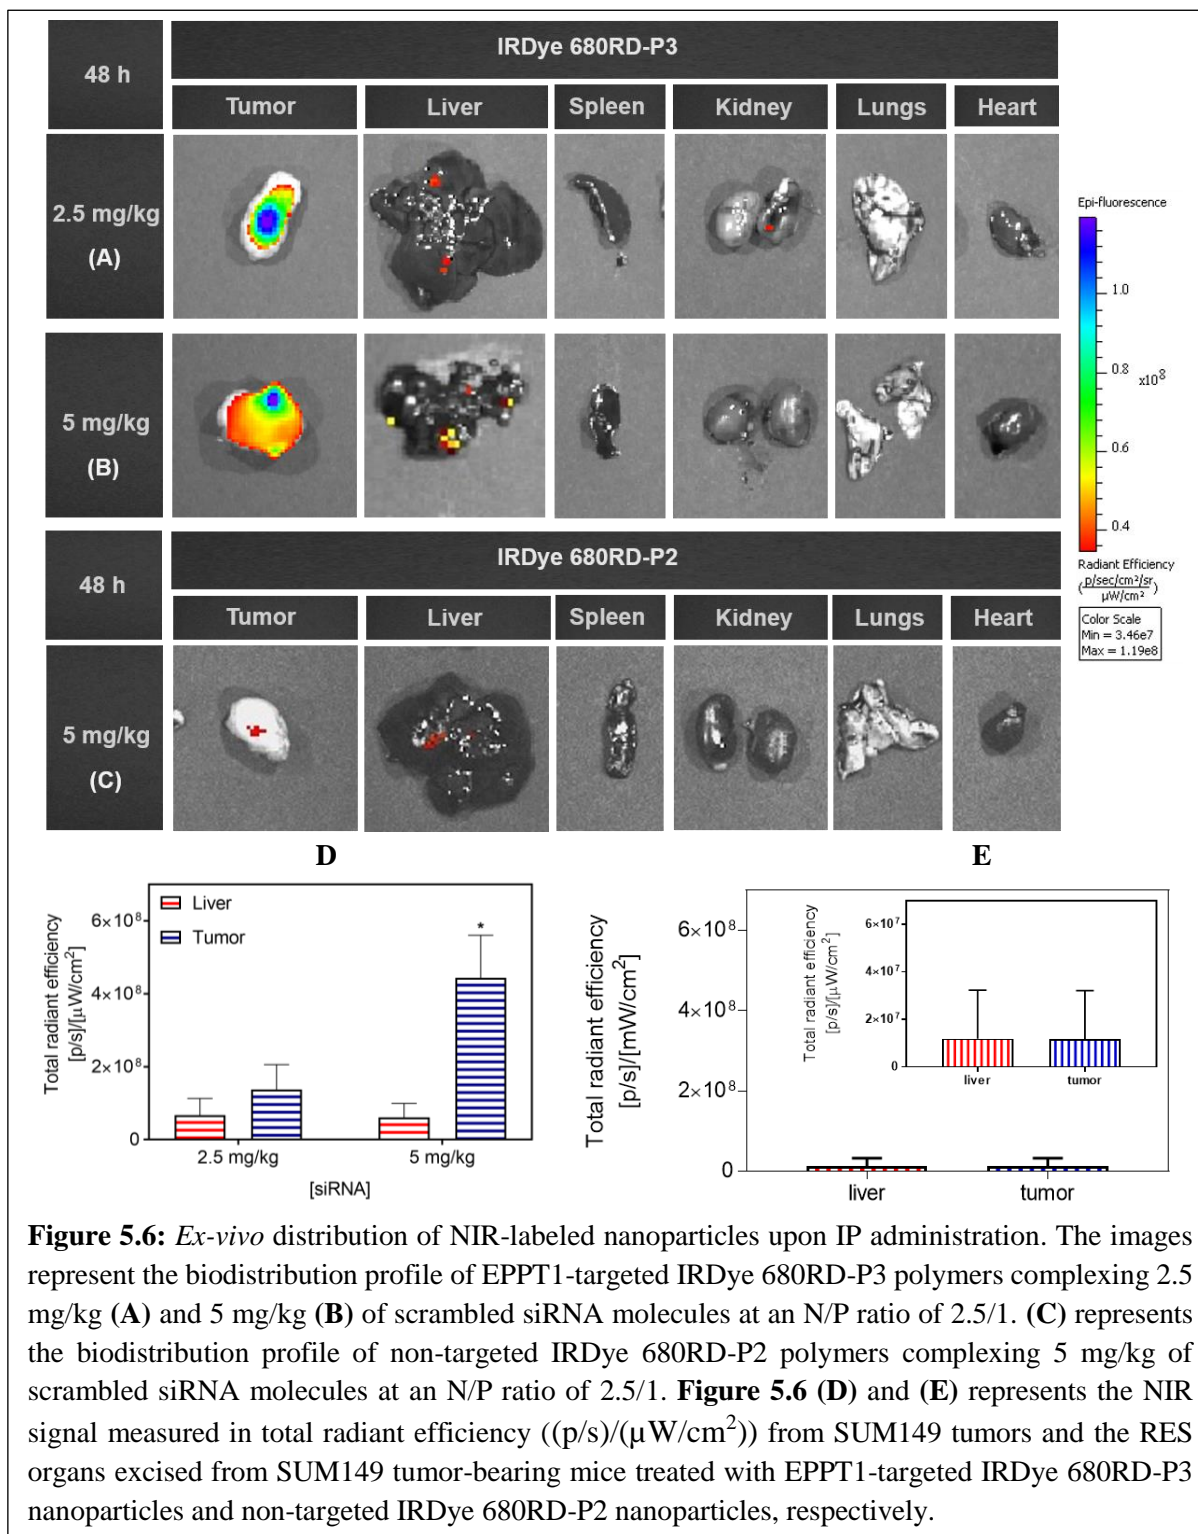 48 h
IRDye 680RD-P3
Tumor Liver Spleen Kidney Lungs Heart
2.5 mg/kg
(A)
5 mg/kg
(B)
Epi-fluorescence
1.0
0.8
x10⁸
0.6
0.4
Radiant Efficiency
(p/sec/cm²/sr / µW/cm²)
Color Scale
Min = 3.46e7
Max = 1.19e8
48 h
IRDye 680RD-P2
Tumor Liver Spleen Kidney Lungs Heart
5 mg/kg
(C)
D
Total radiant efficiency
[p/s]/[µW/cm²]
6×10⁸
4×10⁸
2×10⁸
0
Liver
Tumor
*
2.5 mg/kg 5 mg/kg
[siRNA]
E
Total radiant efficiency
[p/s]/[mW/cm²]
6×10⁸
4×10⁸
2×10⁸
0
Total radiant efficiency
[p/s]/[µW/cm²]
6×10⁷
4×10⁷
2×10⁷
0
liver tumor
liver tumor
Figure 5.6: Ex-vivo distribution of NIR-labeled nanoparticles upon IP administration. The images
represent the biodistribution profile of EPPT1-targeted IRDye 680RD-P3 polymers complexing 2.5
mg/kg (A) and 5 mg/kg (B) of scrambled siRNA molecules at an N/P ratio of 2.5/1. (C) represents
the biodistribution profile of non-targeted IRDye 680RD-P2 polymers complexing 5 mg/kg of
scrambled siRNA molecules at an N/P ratio of 2.5/1. Figure 5.6 (D) and (E) represents the NIR
signal measured in total radiant efficiency ((p/s)/(µW/cm²)) from SUM149 tumors and the RES
organs excised from SUM149 tumor-bearing mice treated with EPPT1-targeted IRDye 680RD-P3
nanoparticles and non-targeted IRDye 680RD-P2 nanoparticles, respectively.